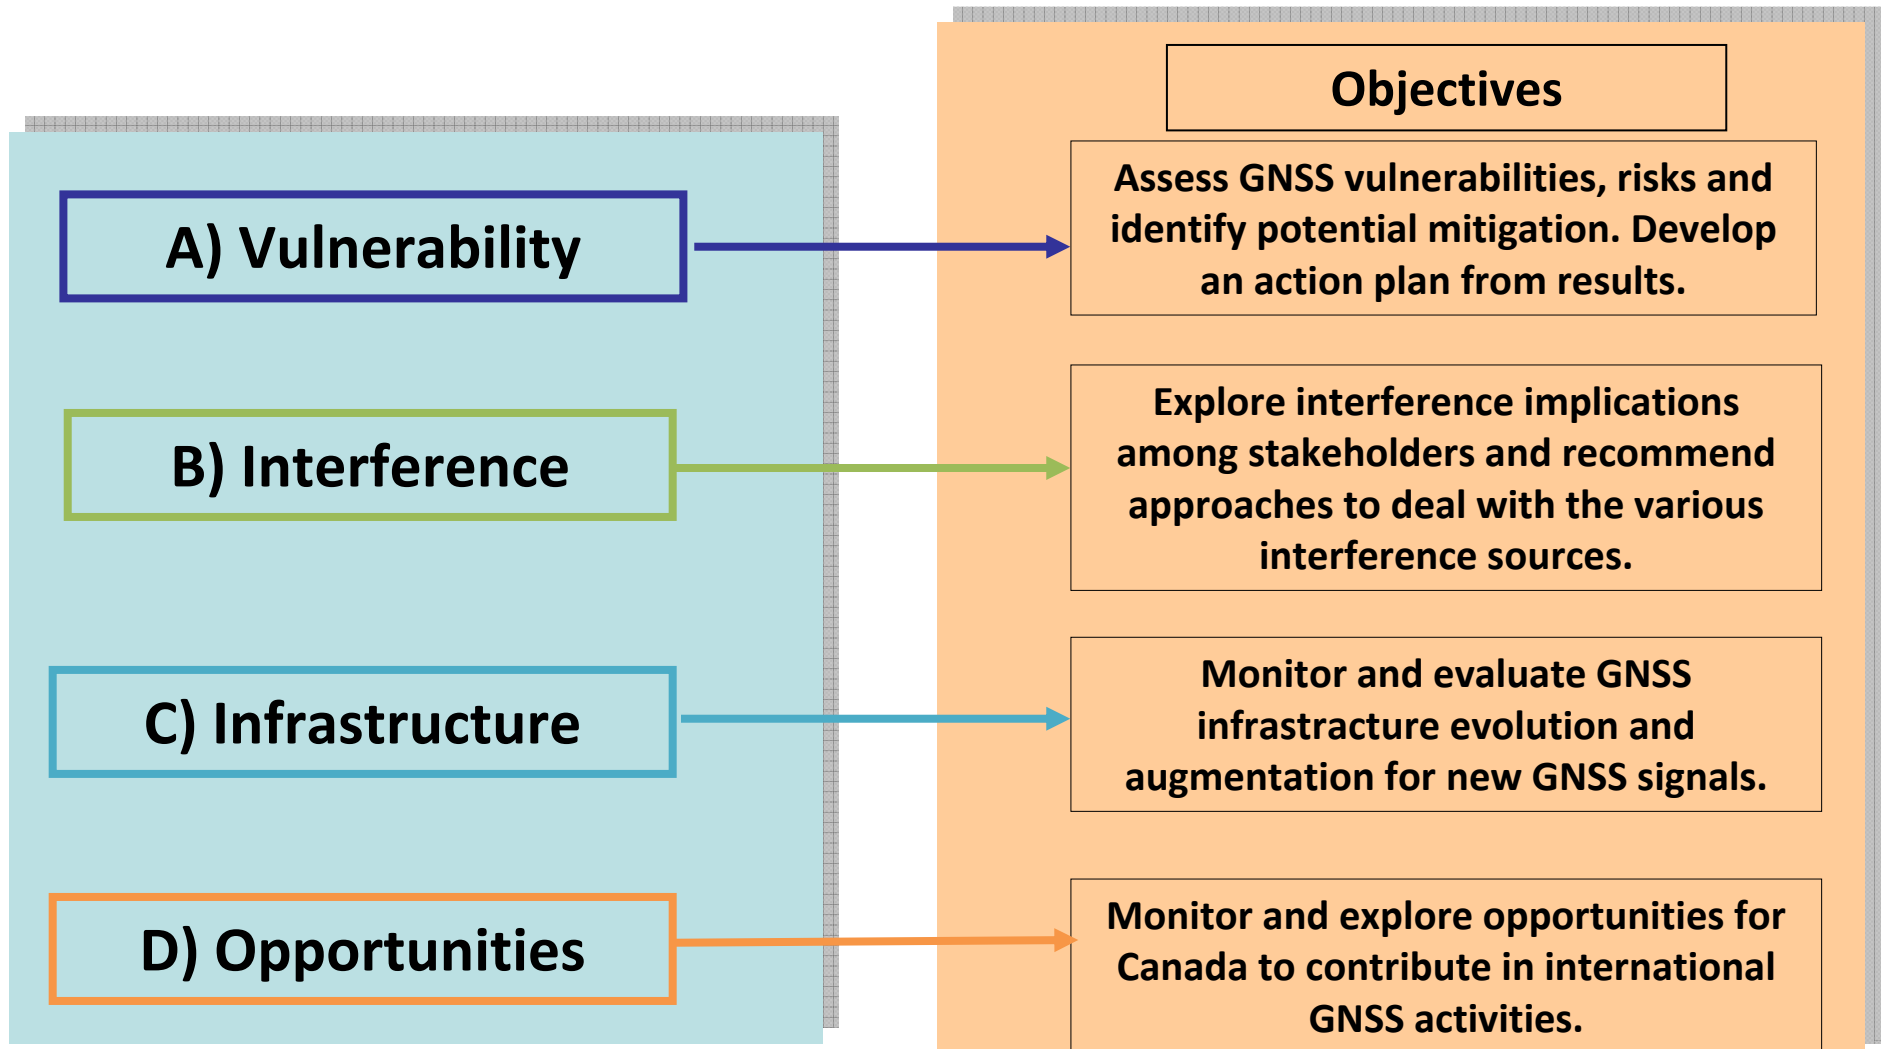 Objectives
A) Vulnerability
Assess GNSS vulnerabilities, risks and
identify potential mitigation. Develop
an action plan from results.
B) Interference
Explore interference implications
among stakeholders and recommend
approaches to deal with the various
interference sources.
C) Infrastructure
Monitor and evaluate GNSS
infrastracture evolution and
augmentation for new GNSS signals.
D) Opportunities
Monitor and explore opportunities for
Canada to contribute in international
GNSS activities.